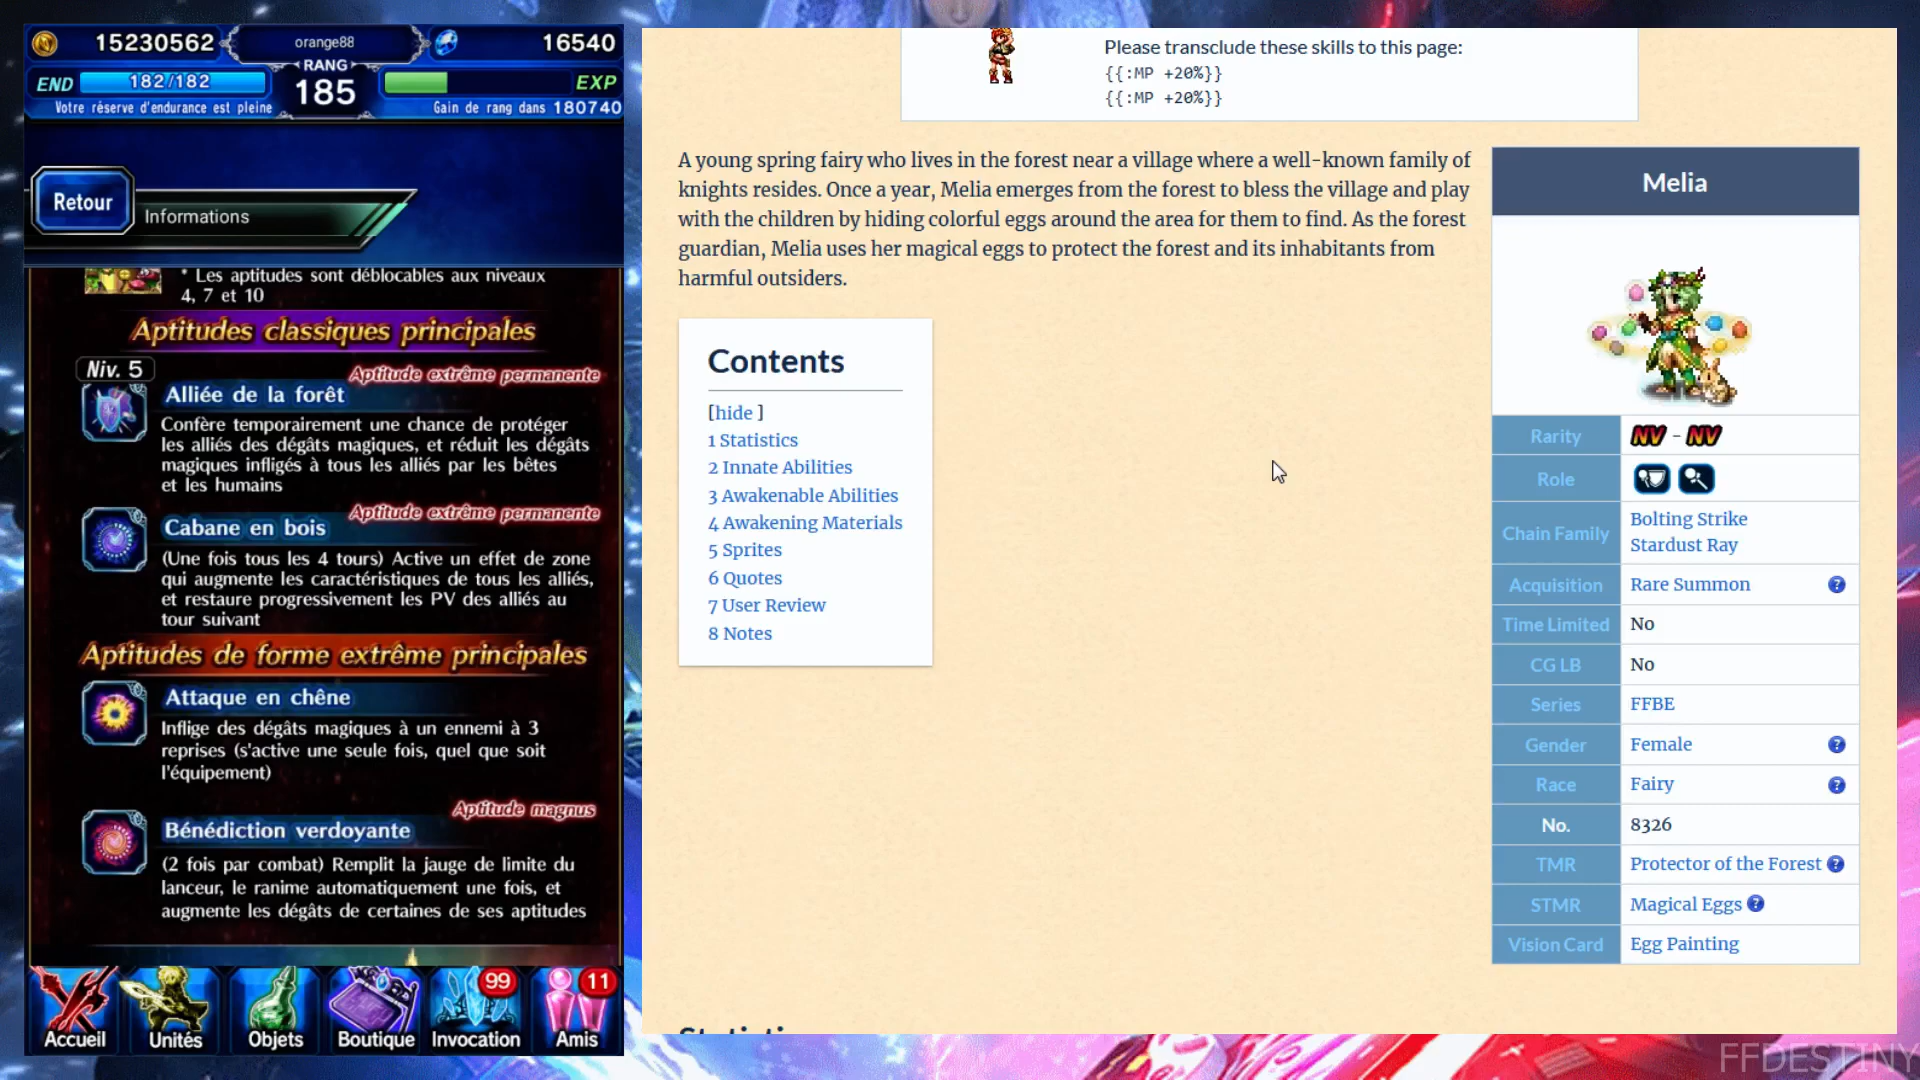 15230562
orange88
16540
END
182/182
RANG
185
EXP
Votre réserve d'endurance est pleine
Gain de rang dans 180740
Retour
Informations
* Les aptitudes sont déblocables aux niveaux
4, 7 et 10
Aptitudes classiques principales
Niv. 5
Aptitude extrême permanente
Alliée de la forêt
Confère temporairement une chance de protéger
les alliés des dégâts magiques, et réduit les dégâts
magiques infligés à tous les alliés par les bêtes
et les humains
Aptitude extrême permanente
Cabane en bois
(Une fois tous les 4 tours) Active un effet de zone
qui augmente les caractéristiques de tous les alliés,
et restaure progressivement les PV des alliés au
tour suivant
Aptitudes de forme extrême principales
Attaque en chêne
Inflige des dégâts magiques à un ennemi à 3
reprises (s'active une seule fois, quel que soit
l'équipement)
Aptitude magnus
Bénédiction verdoyante
(2 fois par combat) Remplit la jauge de limite du
lanceur, le ranime automatiquement une fois, et
augmente les dégâts de certaines de ses aptitudes
Accueil
Unités
Objets
Boutique
99
Invocation
11
Amis
Please transclude these skills to this page:
{{:MP +20%}}
{{:MP +20%}}
A young spring fairy who lives in the forest near a village where a well-known family of
knights resides. Once a year, Melia emerges from the forest to bless the village and play
with the children by hiding colorful eggs around the area for them to find. As the forest
guardian, Melia uses her magical eggs to protect the forest and its inhabitants from
harmful outsiders.
Contents
[hide ]
1 Statistics
2 Innate Abilities
3 Awakenable Abilities
4 Awakening Materials
5 Sprites
6 Quotes
7 User Review
8 Notes
Melia
Rarity NV - NV
Role
Chain Family Bolting Strike
Stardust Ray
Acquisition Rare Summon ?
Time Limited No
CG LB No
Series FFBE
Gender Female ?
Race Fairy ?
No. 8326
TMR Protector of the Forest ?
STMR Magical Eggs ?
Vision Card Egg Painting
FFDESTINY